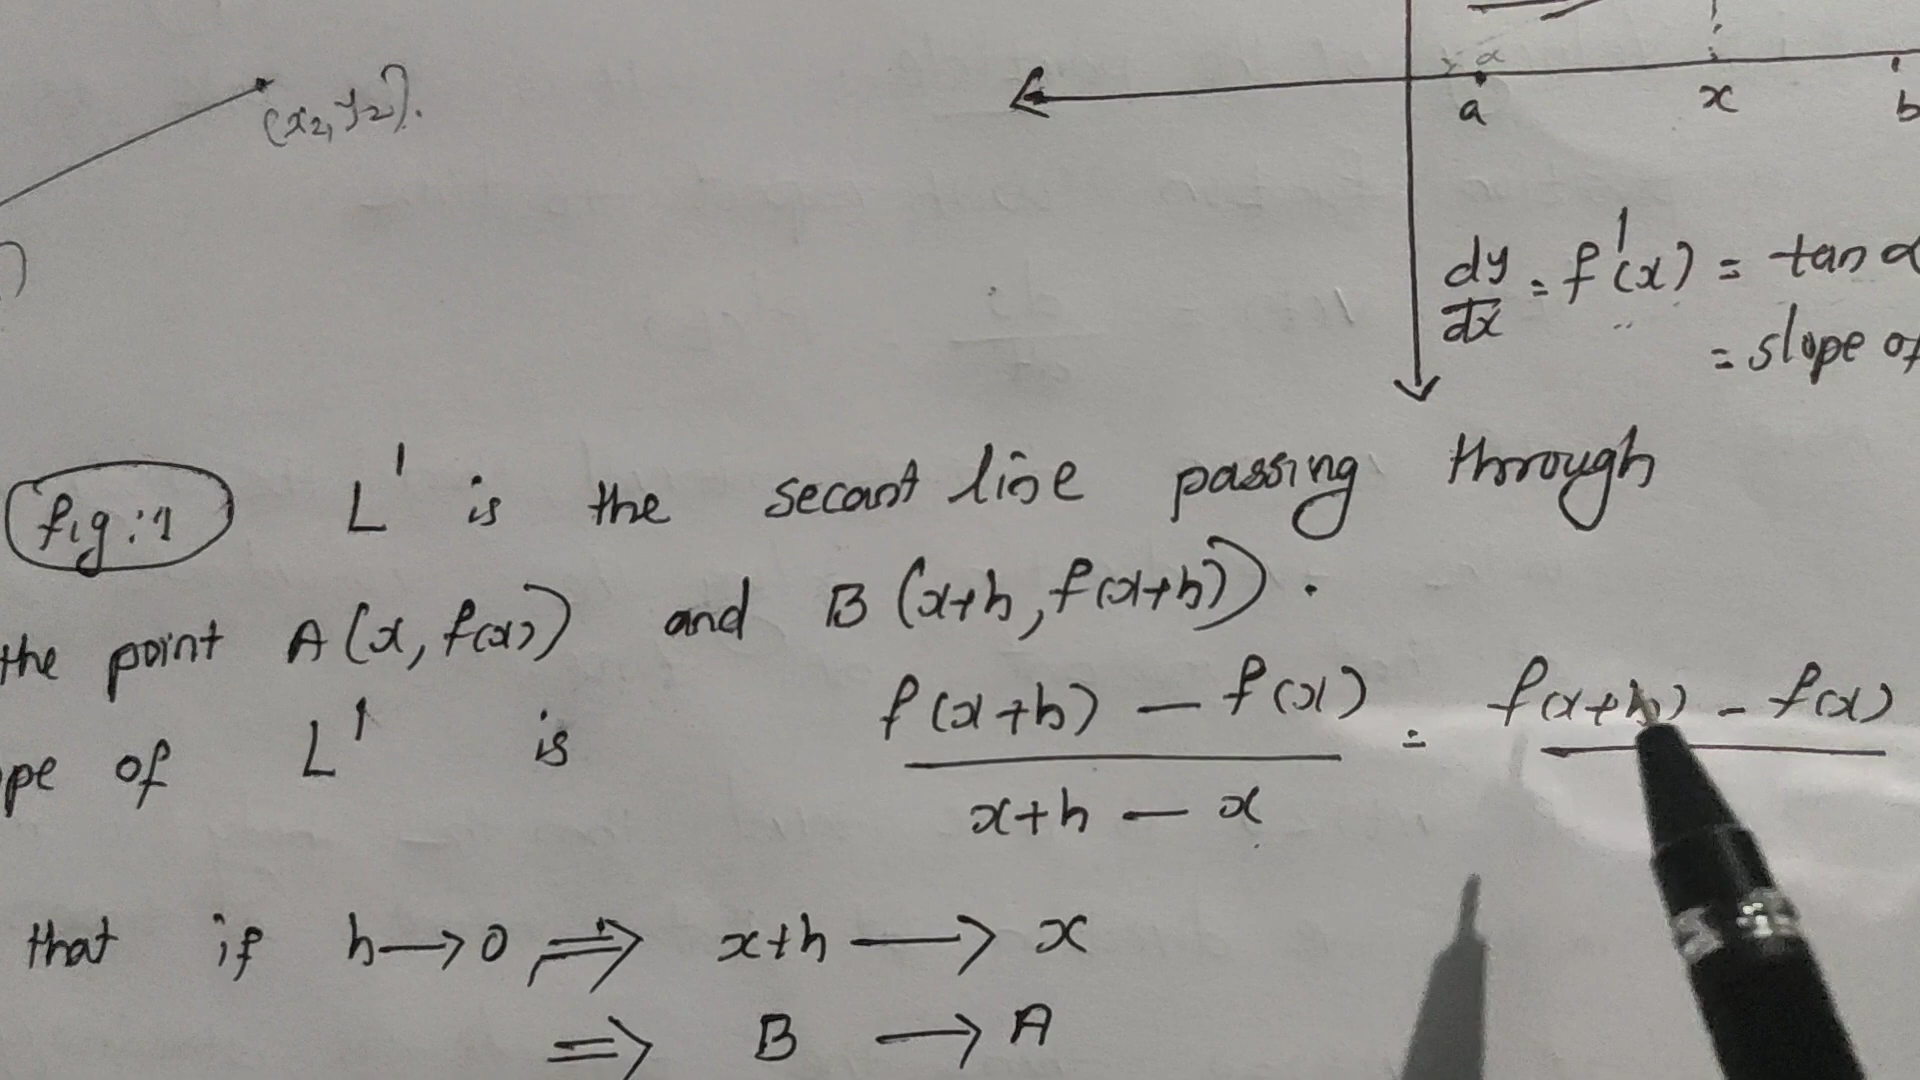 (x₂, y₂).
α
a x b
dy/dx = f'(x) = tan α
= slope of
fig:1 L' is the secant line passing through
the point A(x, f(x)) and B(x+h, f(x+h)).
pe of L' is f(x+h) — f(x) / x+h — x = f(x+h) - f(x)
that if h→0 ⇒ x+h → x
⇒ B → A